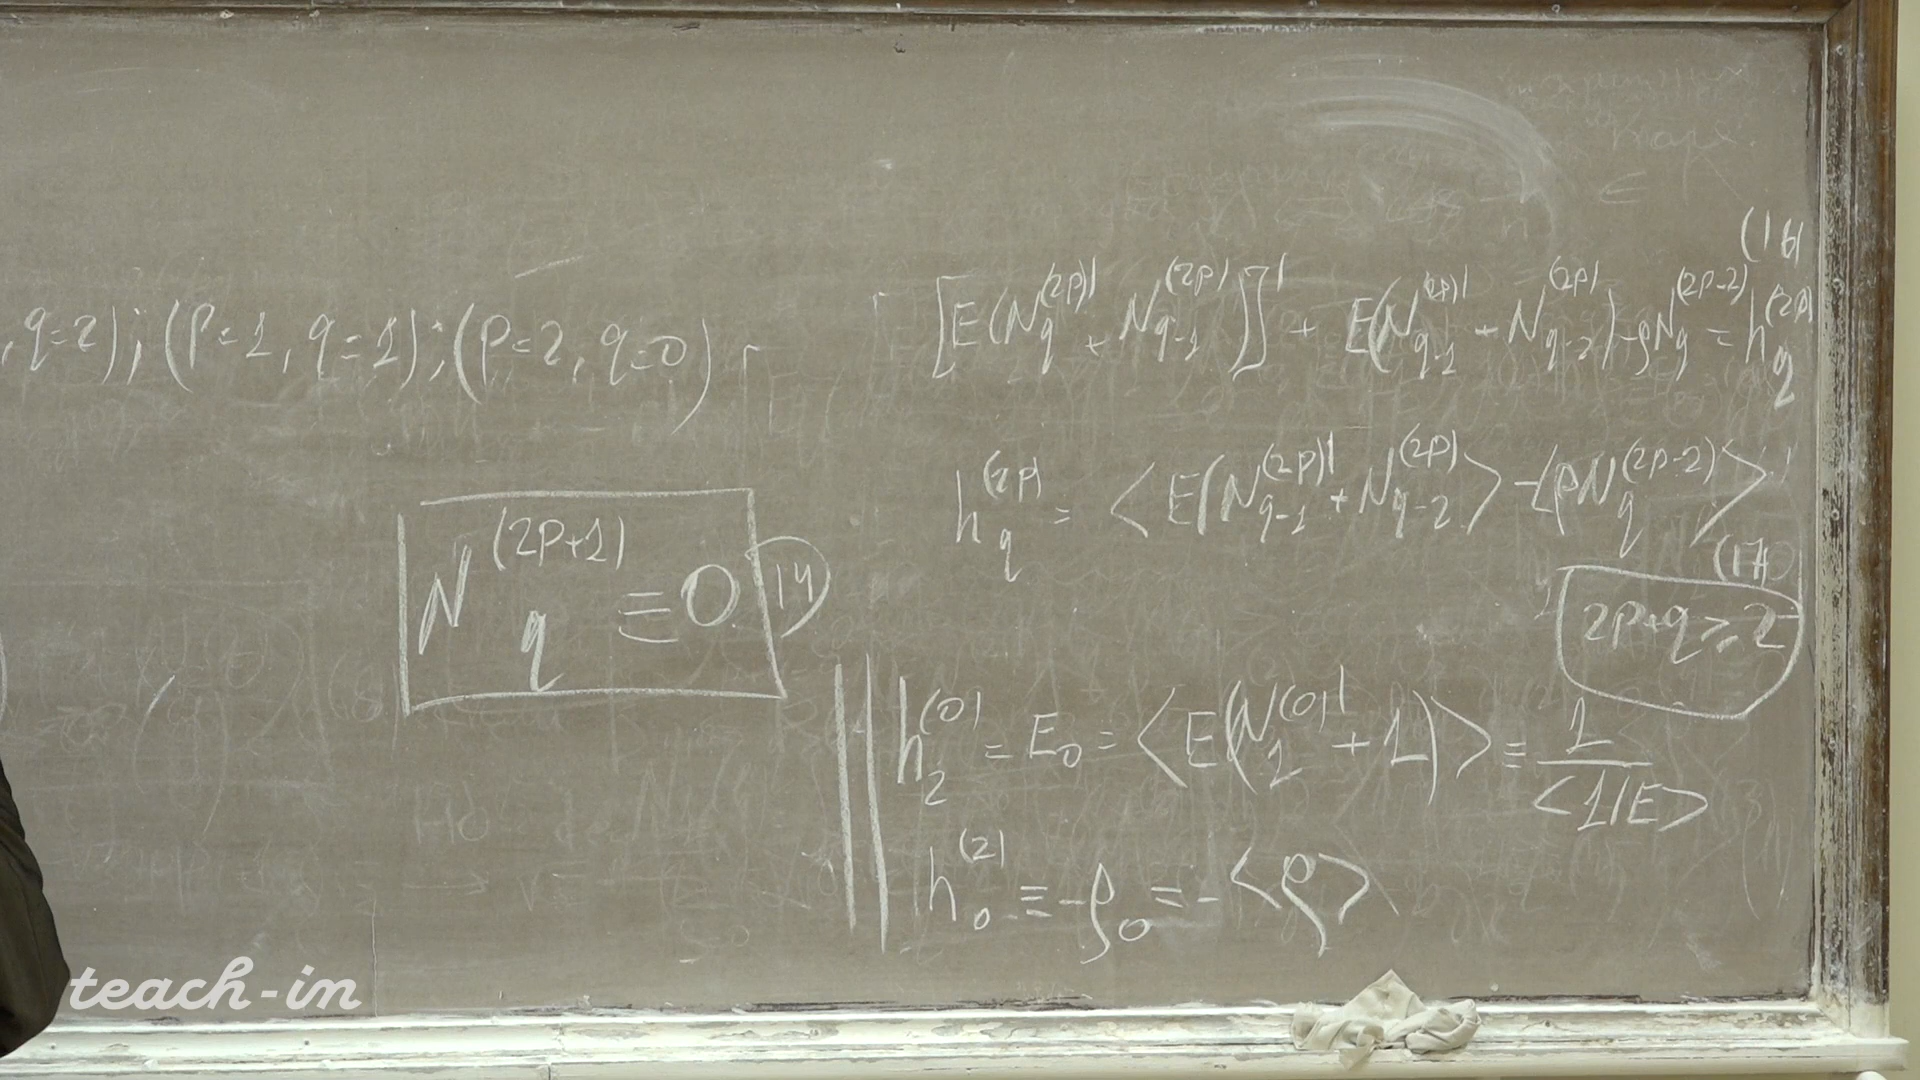 , q=2); (P=1, q=1); (P=2, q=0)
N_q^{(2P+1)} ≡ 0 (14)
(16)
[E(N_q^{(2p)'} + N_{q-1}^{(2p)})]' + E(N_{q-1}^{(2p)'} + N_{q-2}^{(2p)}) - ρN_q^{(2p-2)} = h_q^{(2p)}
h_q^{(2p)} = <E(N_{q-1}^{(2p)'} + N_{q-2}^{(2p)}> - <ρN_q^{(2p-2)}>
(17)
2p+q ≥ 2
h_2^{(0)} = E_0 = <E(N_1^{(0)'} + 1)> = 1/<1/E>
h_0^{(2)} ≡ -ρ_0 = -<ρ>
teach-in